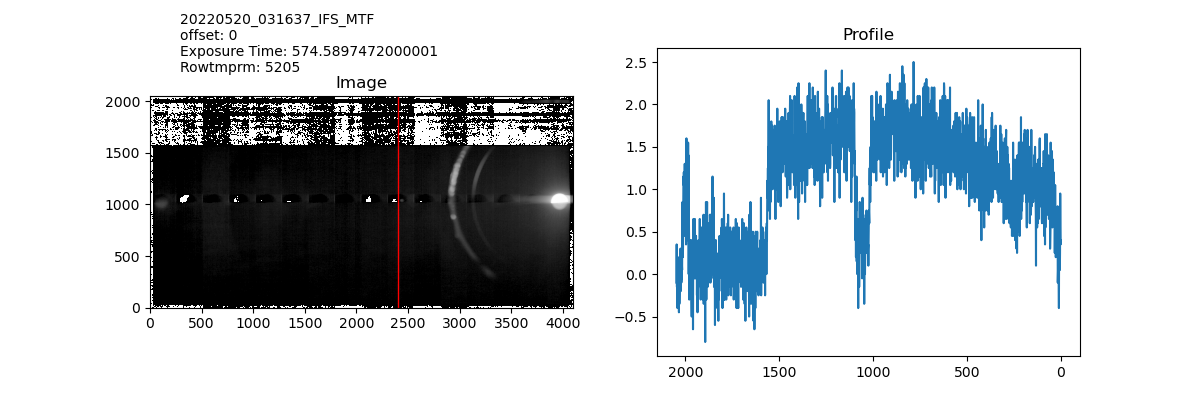 20220520_031637_IFS_MTF
offset: 0
Exposure Time: 574.5897472000001
Rowtmprm: 5205
Image
2000
1500
1000
500
0
0 500 1000 1500 2000 2500 3000 3500 4000
Profile
2.5
2.0
1.5
1.0
0.5
0.0
−0.5
2000 1500 1000 500 0